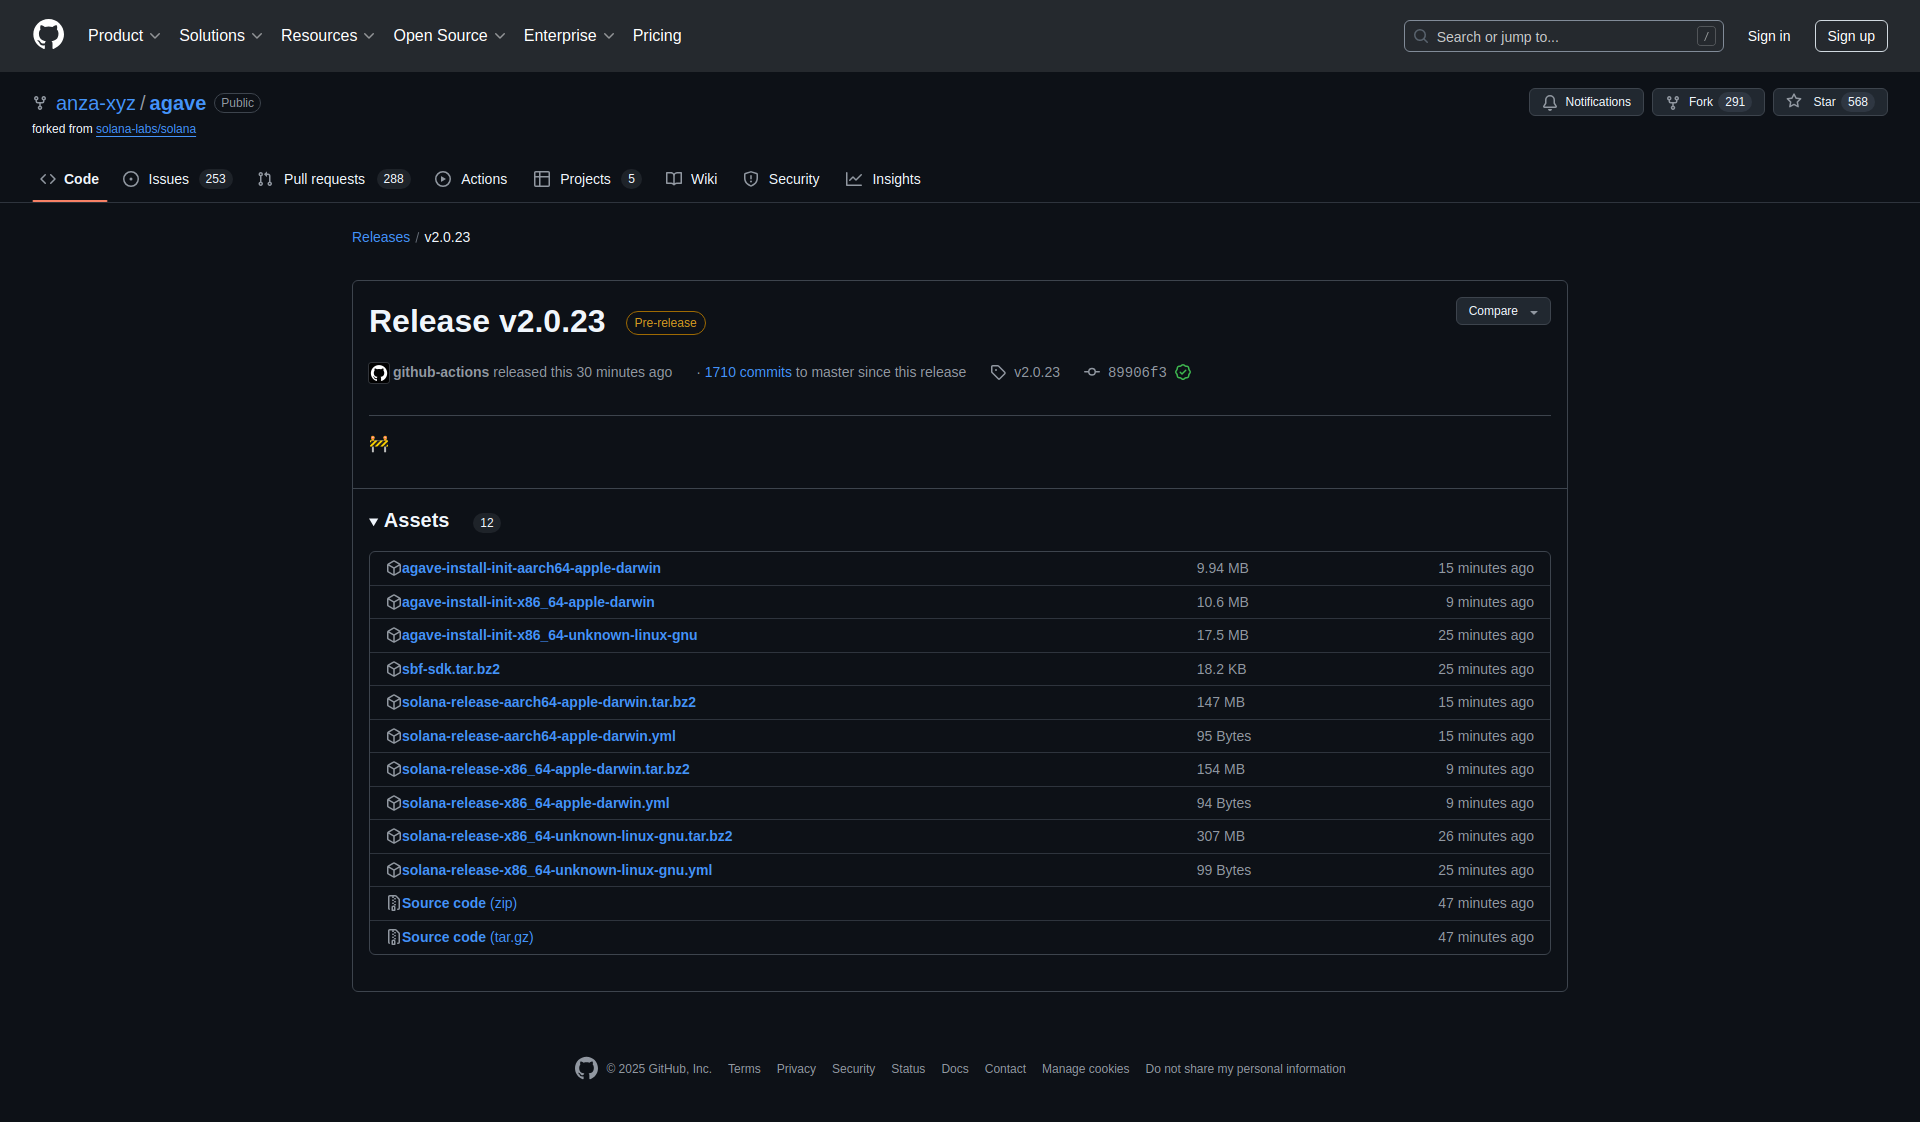 Product Solutions Resources Open Source Enterprise Pricing Search or jump to... / Sign in Sign up
anza-xyz / agave Public Notifications Fork 291 Star 568
forked from solana-labs/solana
Code Issues 253 Pull requests 288 Actions Projects 5 Wiki Security Insights
Releases / v2.0.23
Release v2.0.23 Pre-release Compare
github-actions released this 30 minutes ago · 1710 commits to master since this release v2.0.23 89906f3
🚧
Assets 12
agave-install-init-aarch64-apple-darwin 9.94 MB 15 minutes ago
agave-install-init-x86_64-apple-darwin 10.6 MB 9 minutes ago
agave-install-init-x86_64-unknown-linux-gnu 17.5 MB 25 minutes ago
sbf-sdk.tar.bz2 18.2 KB 25 minutes ago
solana-release-aarch64-apple-darwin.tar.bz2 147 MB 15 minutes ago
solana-release-aarch64-apple-darwin.yml 95 Bytes 15 minutes ago
solana-release-x86_64-apple-darwin.tar.bz2 154 MB 9 minutes ago
solana-release-x86_64-apple-darwin.yml 94 Bytes 9 minutes ago
solana-release-x86_64-unknown-linux-gnu.tar.bz2 307 MB 26 minutes ago
solana-release-x86_64-unknown-linux-gnu.yml 99 Bytes 25 minutes ago
Source code (zip) 47 minutes ago
Source code (tar.gz) 47 minutes ago
© 2025 GitHub, Inc. Terms Privacy Security Status Docs Contact Manage cookies Do not share my personal information